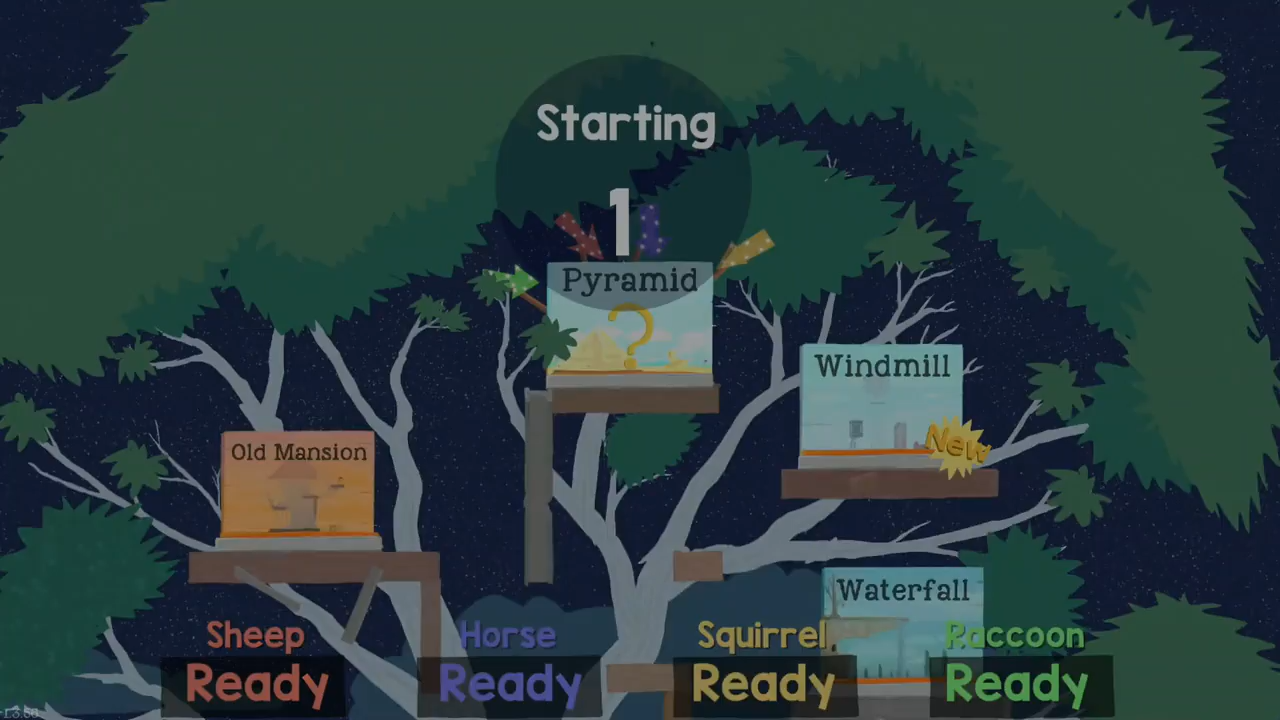 Starting
1
Pyramid
?
Windmill
New
Old Mansion
Waterfall
Sheep
Horse
Squirrel
Raccoon
Ready
Ready
Ready
Ready